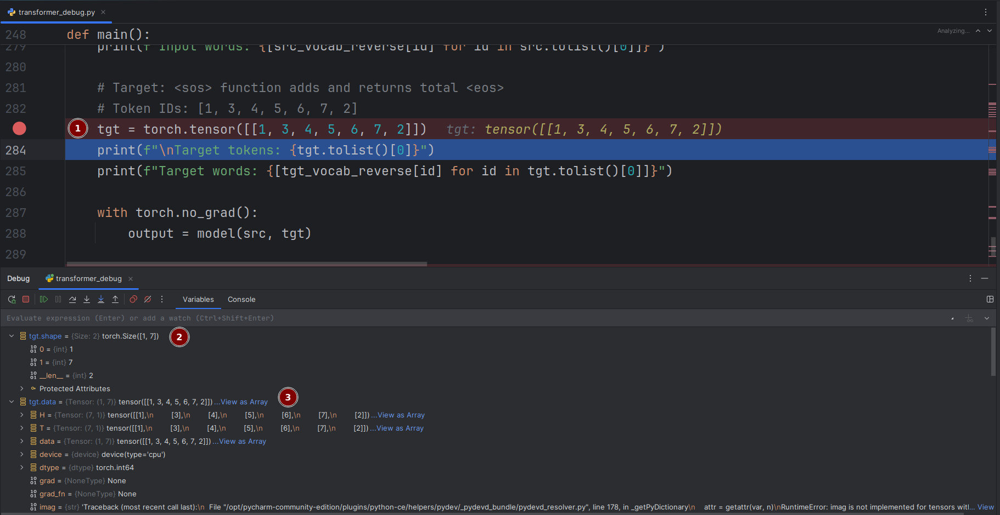 transformer_debug.py
248 def main():
Analyzing...
279 print(f"Input words: {[src_vocab_reverse[id] for id in src.tolist()[0]]}")
280
281 # Target: <sos> function adds and returns total <eos>
282 # Token IDs: [1, 3, 4, 5, 6, 7, 2]
1 tgt = torch.tensor([[1, 3, 4, 5, 6, 7, 2]]) tgt: tensor([[1, 3, 4, 5, 6, 7, 2]])
284 print(f"\nTarget tokens: {tgt.tolist()[0]}")
285 print(f"Target words: {[tgt_vocab_reverse[id] for id in tgt.tolist()[0]]}")
286
287 with torch.no_grad():
288 output = model(src, tgt)
289
Debug transformer_debug
Variables Console
Evaluate expression (Enter) or add a watch (Ctrl+Shift+Enter)
tgt.shape = {Size: 2} torch.Size([1, 7]) 2
0 = {int} 1
1 = {int} 7
__len__ = {int} 2
Protected Attributes
tgt.data = {Tensor: (1, 7)} tensor([[1, 3, 4, 5, 6, 7, 2]])...View as Array 3
H = {Tensor: (7, 1)} tensor([[1],\n [3],\n [4],\n [5],\n [6],\n [7],\n [2]])...View as Array
T = {Tensor: (7, 1)} tensor([[1],\n [3],\n [4],\n [5],\n [6],\n [7],\n [2]])...View as Array
data = {Tensor: (1, 7)} tensor([[1, 3, 4, 5, 6, 7, 2]])...View as Array
device = {device} device(type='cpu')
dtype = {dtype} torch.int64
grad = {NoneType} None
grad_fn = {NoneType} None
imag = {str} 'Traceback (most recent call last):\n File "/opt/pycharm-community-edition/plugins/python-ce/helpers/pydev/_pydevd_bundle/pydevd_resolver.py", line 178, in _getPyDictionary\n attr = getattr(var, n)\nRuntimeError: imag is not implemented for tensors witl... View